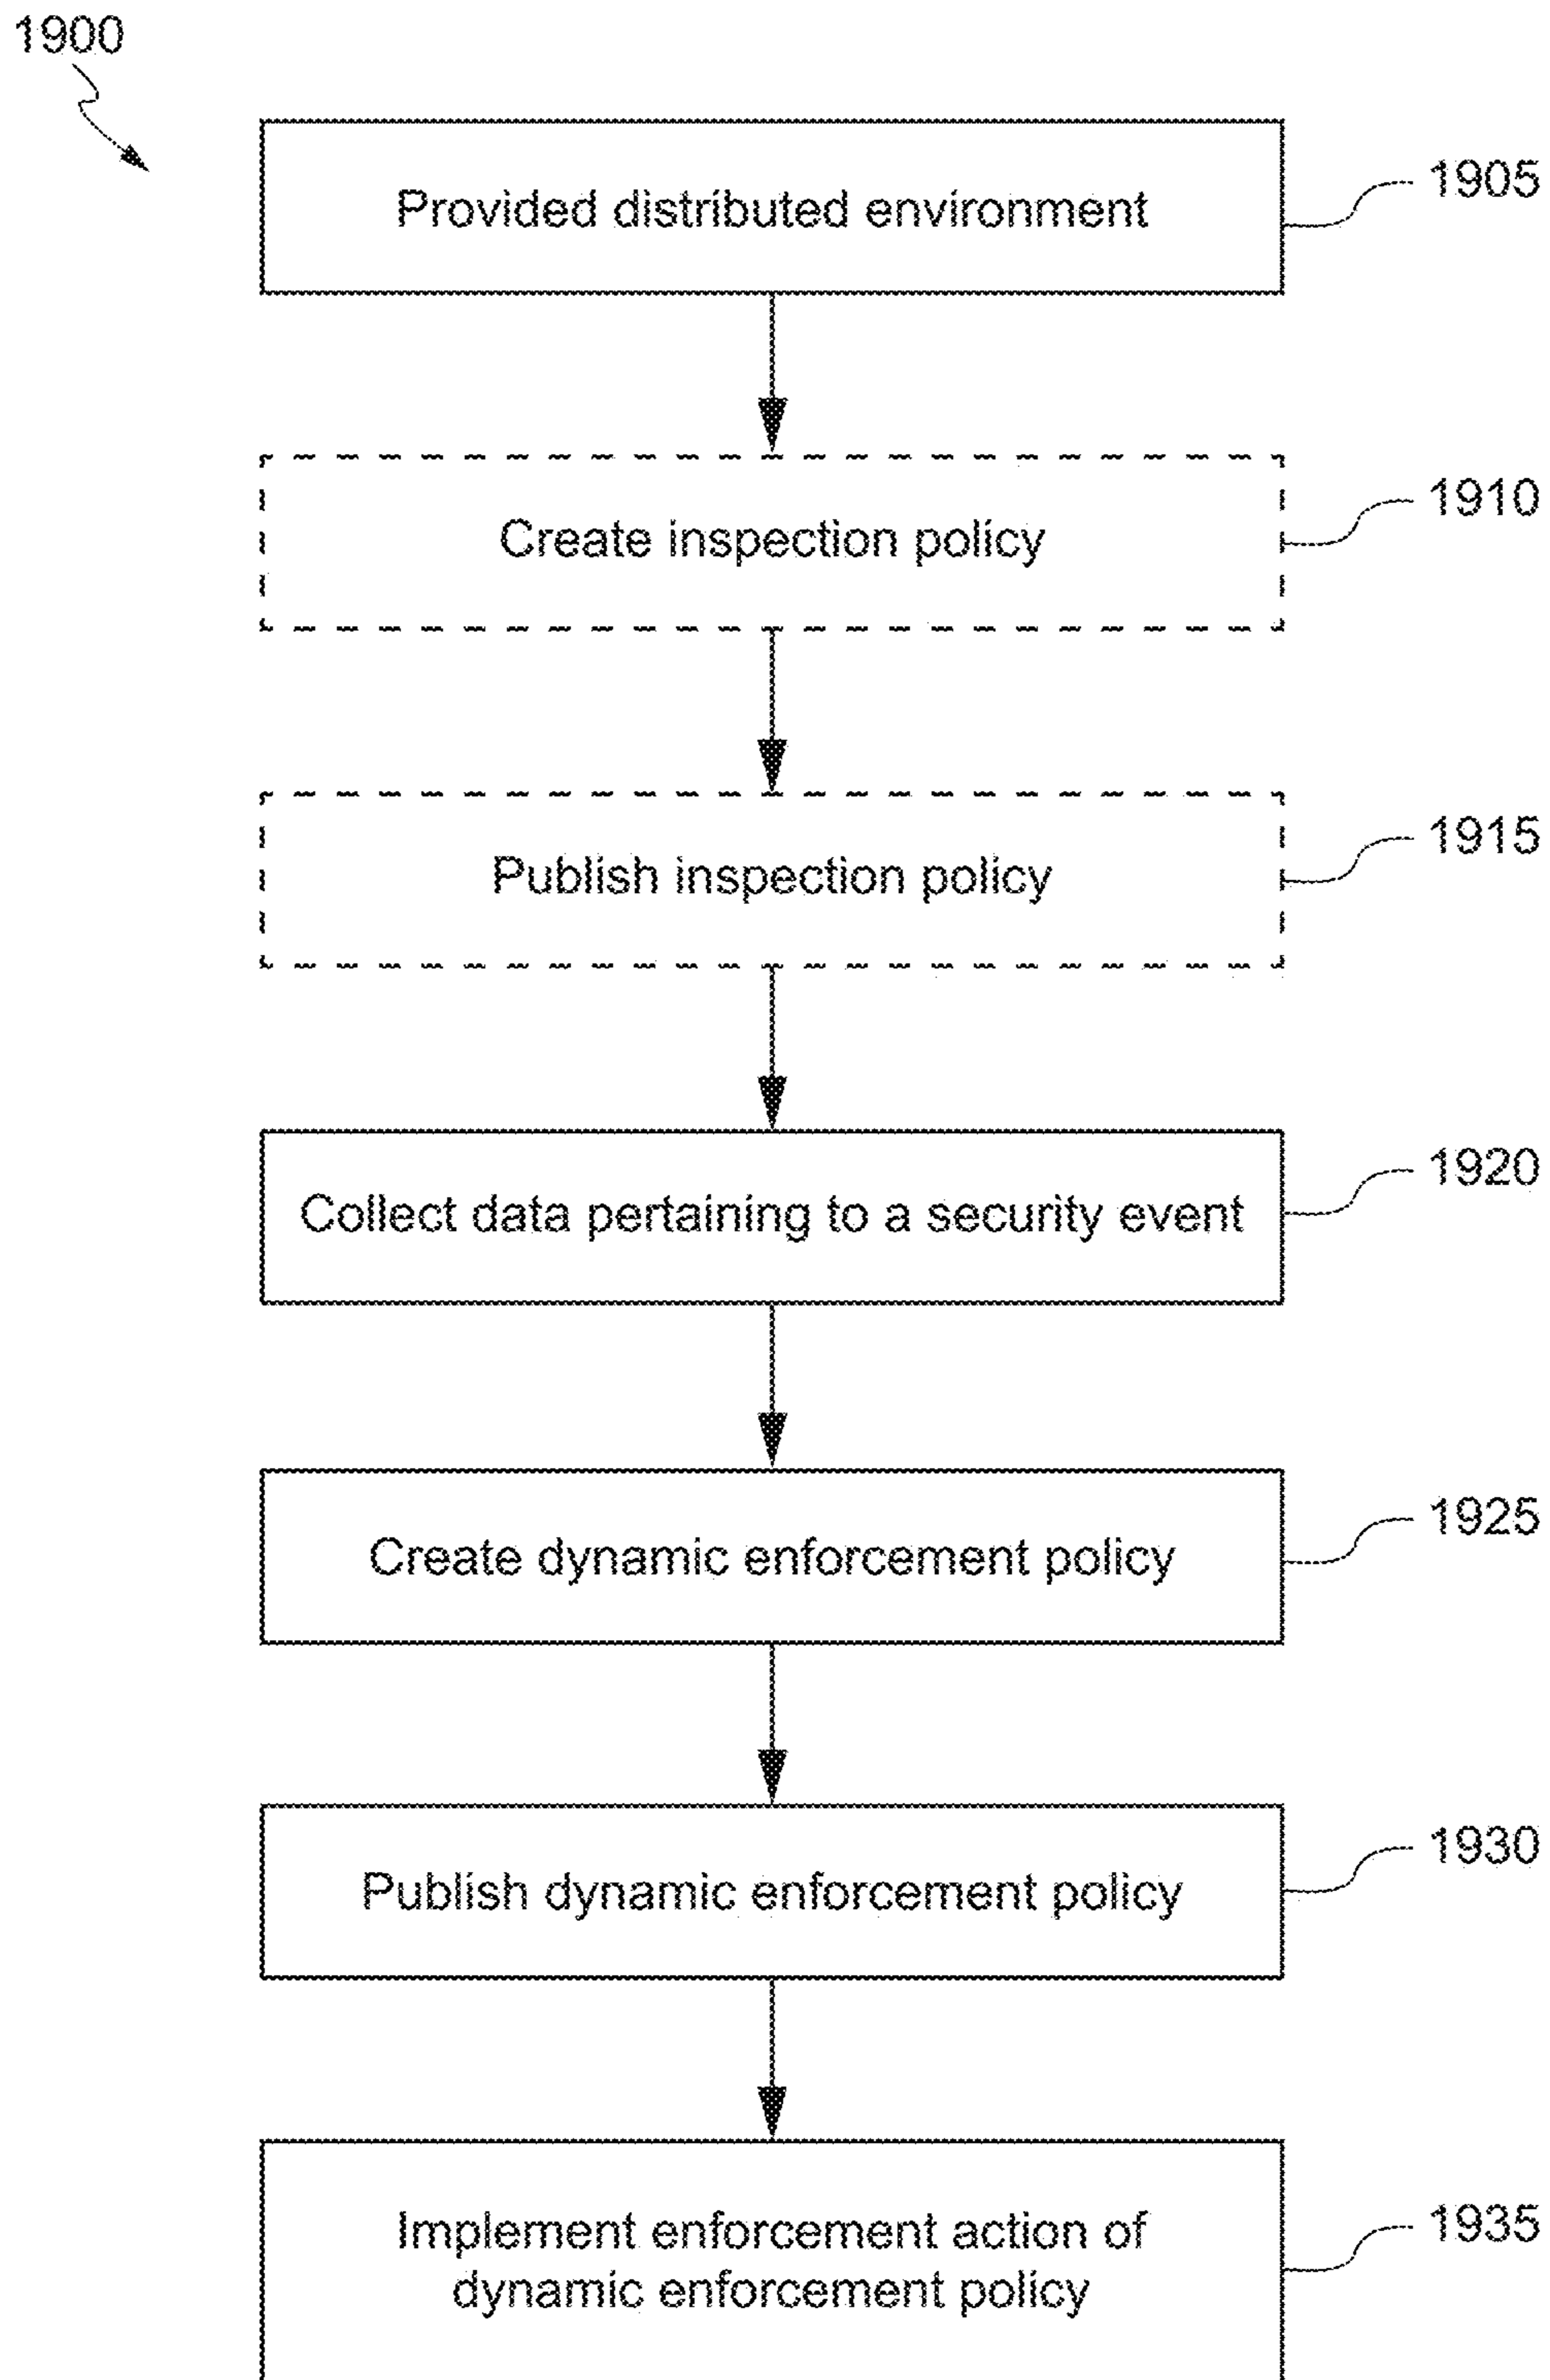 1900
Provided distributed environment
1905
Create inspection policy
1910
Publish inspection policy
1915
Collect data pertaining to a security event
1920
Create dynamic enforcement policy
1925
Publish dynamic enforcement policy
1930
Implement enforcement action of
dynamic enforcement policy
1935